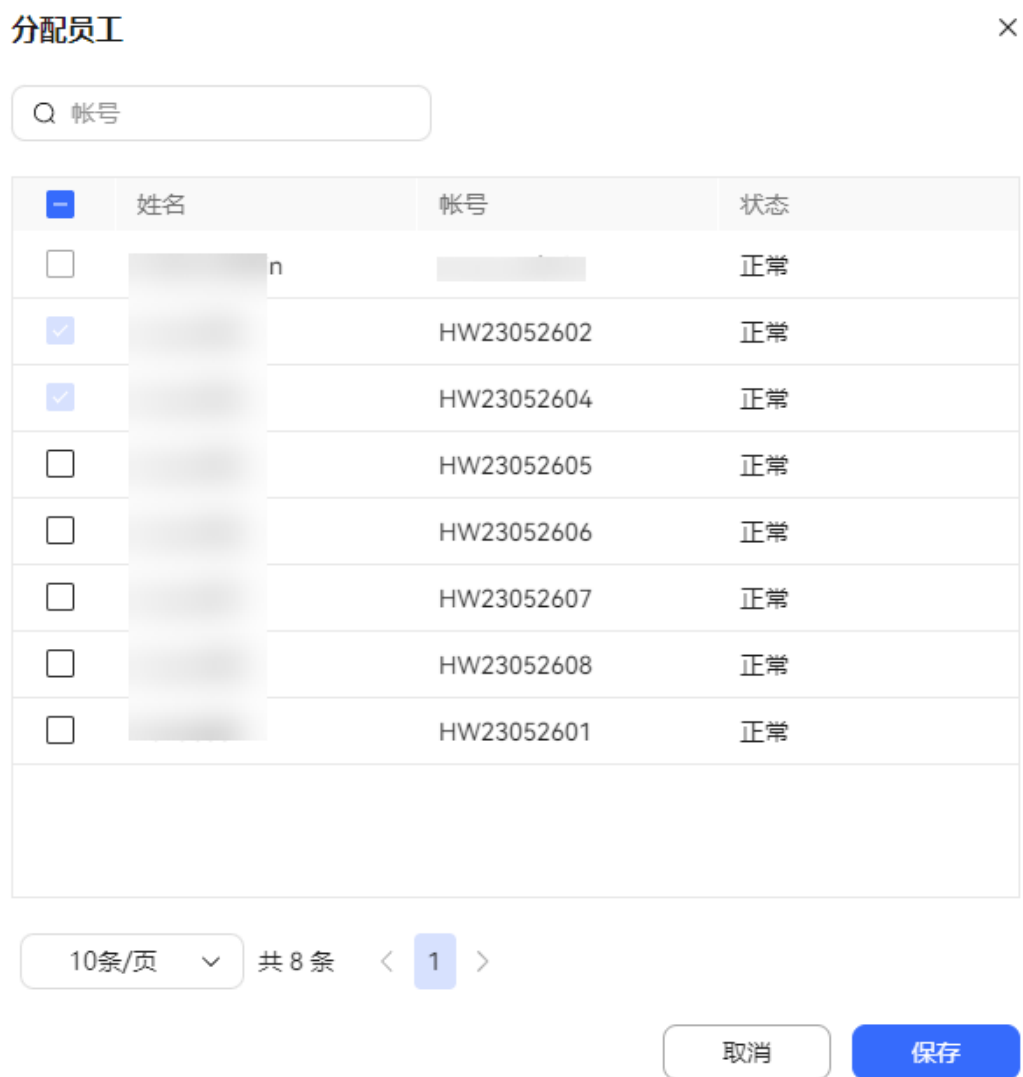 分配员工
帐号
姓名 帐号 状态
n 正常
HW23052602 正常
HW23052604 正常
HW23052605 正常
HW23052606 正常
HW23052607 正常
HW23052608 正常
HW23052601 正常
10条/页 共 8 条 1
取消 保存